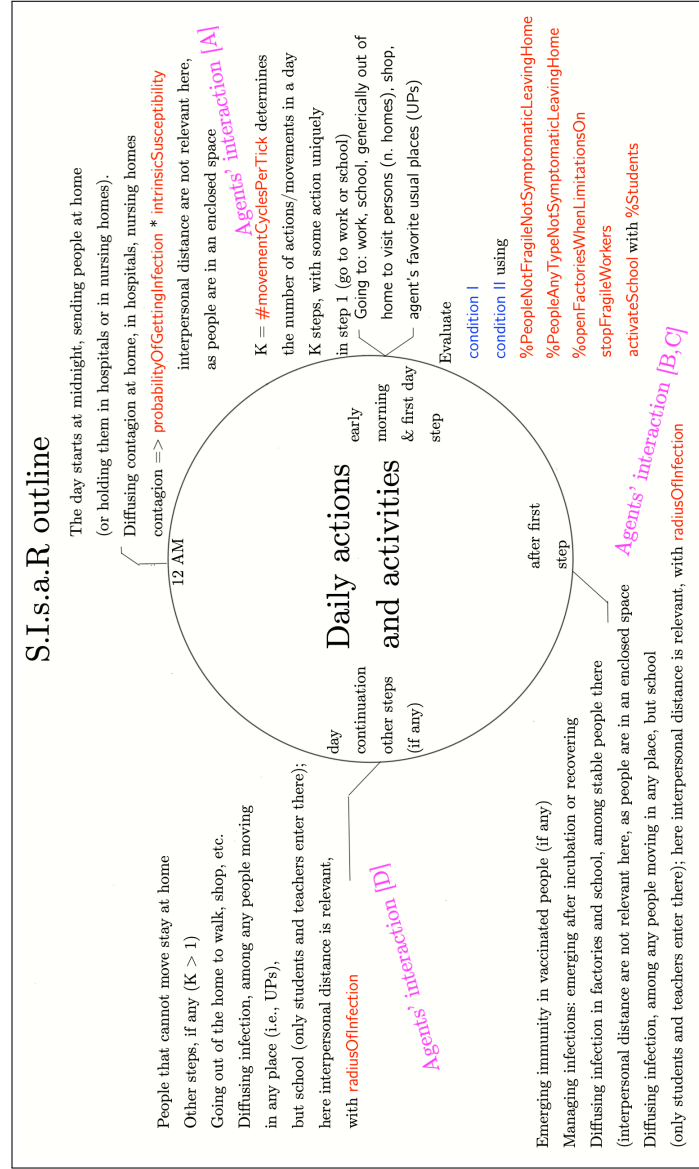 S.I.s.a.R outline
The day starts at midnight, sending people at home
(or holding them in hospitals or in nursing homes).
Diffusing contagion at home, in hospitals, nursing homes
contagion => probabilityOfGettingInfection * intrinsicSusceptibility
interpersonal distance are not relevant here,
as people are in an enclosed space
Agents' interaction [A]
12 AM
K = #movementCyclesPerTick determines
the number of actions/movements in a day
K steps, with some action uniquely
in step 1 (go to work or school)
Going to: work, school, generically out of
home to visit persons (n. homes), shop,
agent's favorite usual places (UPs)
early
morning
& first day
step
Evaluate
condition I
condition II using
%PeopleNotFragileNotSymptomaticLeavingHome
%PeopleAnyTypeNotSymptomaticLeavingHome
%openFactoriesWhenLimitationsOn
stopFragileWorkers
activateSchool with %Students
Daily actions
and activities
after first
step
Agents' interaction [B,C]
Emerging immunity in vaccinated people (if any)
Managing infections: emerging after incubation or recovering
Diffusing infection in factories and school, among stable people there
(interpersonal distance are not relevant here, as people are in an enclosed space
Diffusing infection, among any people moving in any place, but school
(only students and teachers enter there); here interpersonal distance is relevant, with radiusOfInfection
day
continuation
other steps
(if any)
People that cannot move stay at home
Other steps, if any (K > 1)
Going out of the home to walk, shop, etc.
Diffusing infection, among any people moving
in any place (i.e., UPs),
but school (only students and teachers enter there);
here interpersonal distance is relevant,
with radiusOfInfection
Agents' interaction [D]